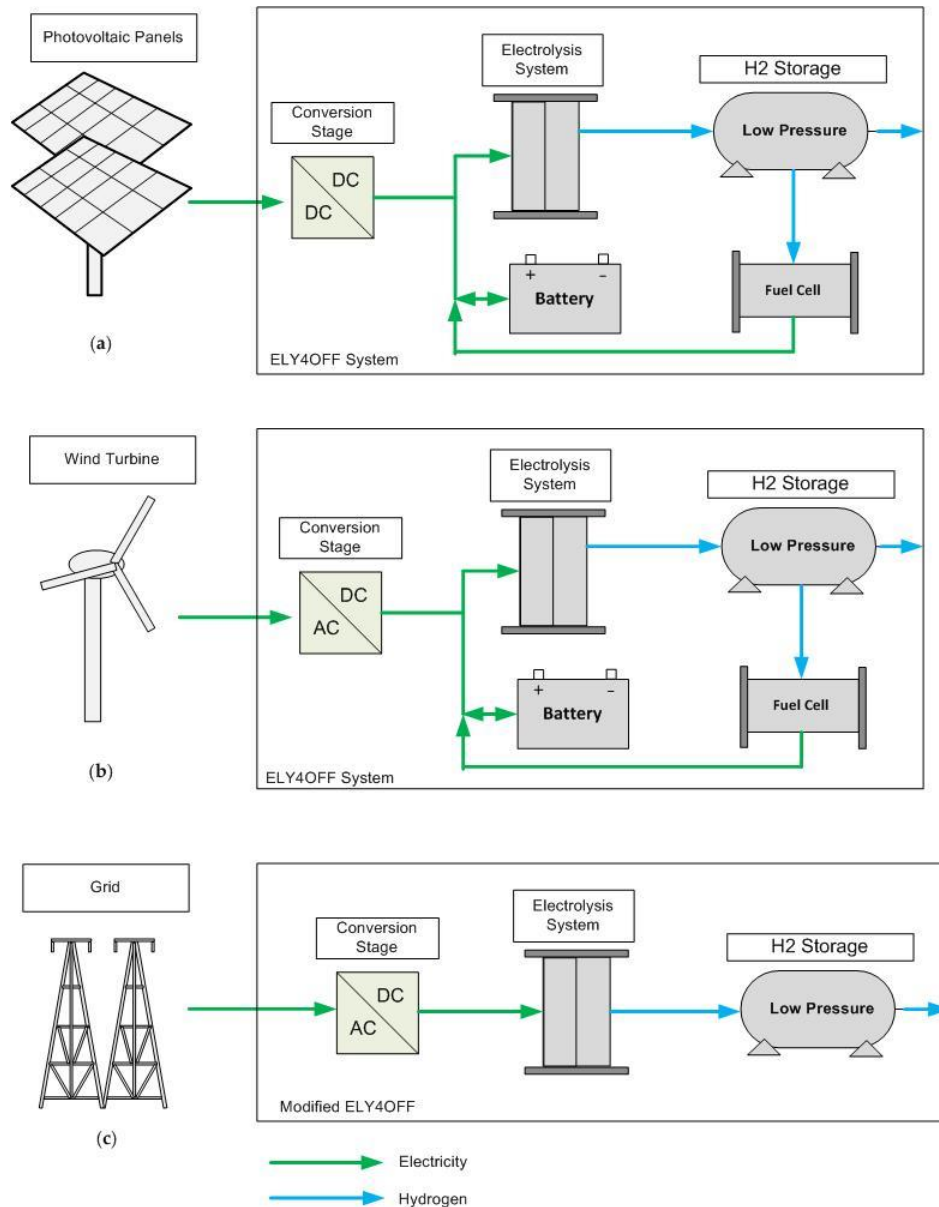 Photovoltaic Panels
Electrolysis
System
H2 Storage
Conversion
Stage
DC
DC
Low Pressure
+ -
Battery
Fuel Cell
(a)
ELY4OFF System
Wind Turbine
Electrolysis
System
H2 Storage
Conversion
Stage
DC
AC
Low Pressure
+ -
Battery
Fuel Cell
(b)
ELY4OFF System
Grid
Conversion
Stage
Electrolysis
System
H2 Storage
DC
AC
Low Pressure
Modified ELY4OFF
(c)
Electricity
Hydrogen